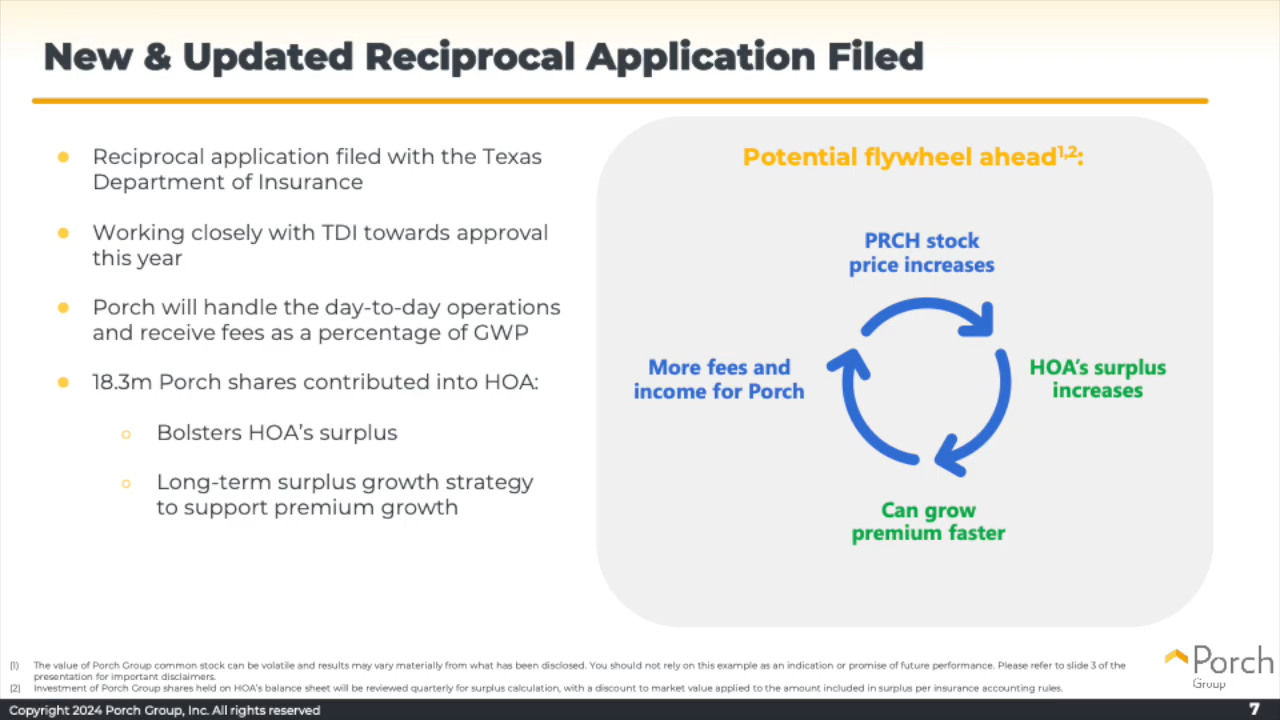 New & Updated Reciprocal Application Filed
Reciprocal application filed with the Texas
Department of Insurance
Working closely with TDI towards approval
this year
Porch will handle the day-to-day operations
and receive fees as a percentage of GWP
18.3m Porch shares contributed into HOA:
Bolsters HOA's surplus
Long-term surplus growth strategy
to support premium growth
Potential flywheel ahead1,2:
PRCH stock
price increases
HOA's surplus
increases
Can grow
premium faster
More fees and
income for Porch
(1) The value of Porch Group common stock can be volatile and results may vary materially from what has been disclosed. You should not rely on this example as an indication or promise of future performance. Please refer to slide 3 of the
presentation for important disclaimers.
(2) Investment of Porch Group shares held on HOA's balance sheet will be reviewed quarterly for surplus calculation, with a discount to market value applied to the amount included in surplus per insurance accounting rules.
Porch
Group
Copyright 2024 Porch Group, Inc. All rights reserved
7